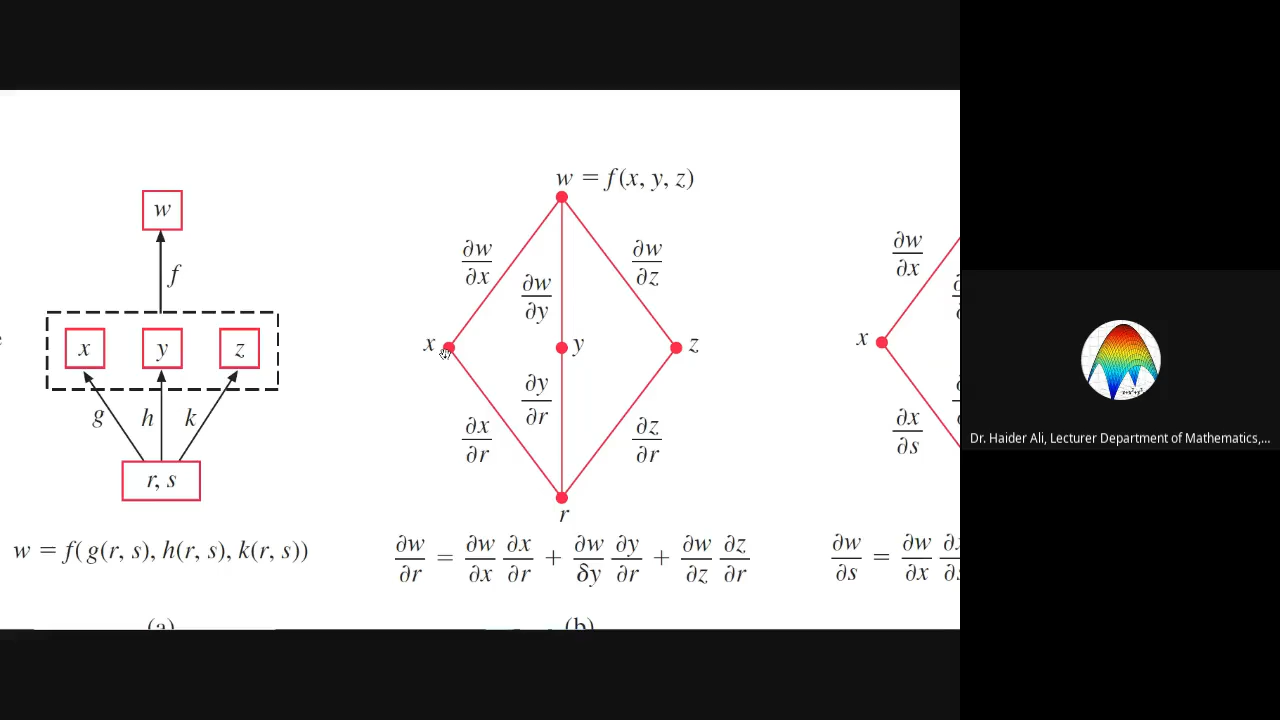 w
f
x y z
g h k
r, s
w = f( g(r, s), h(r, s), k(r, s))
(a)
w = f(x, y, z)
∂w/∂x
∂w/∂y
∂w/∂z
x y z
∂x/∂r
∂y/∂r
∂z/∂r
r
∂w/∂r = ∂w/∂x ∂x/∂r + ∂w/δy ∂y/∂r + ∂w/∂z ∂z/∂r
(b)
∂w/∂x
x
∂x/∂s
∂w/∂s = ∂w/∂x
Dr. Haider Ali, Lecturer Department of Mathematics,...